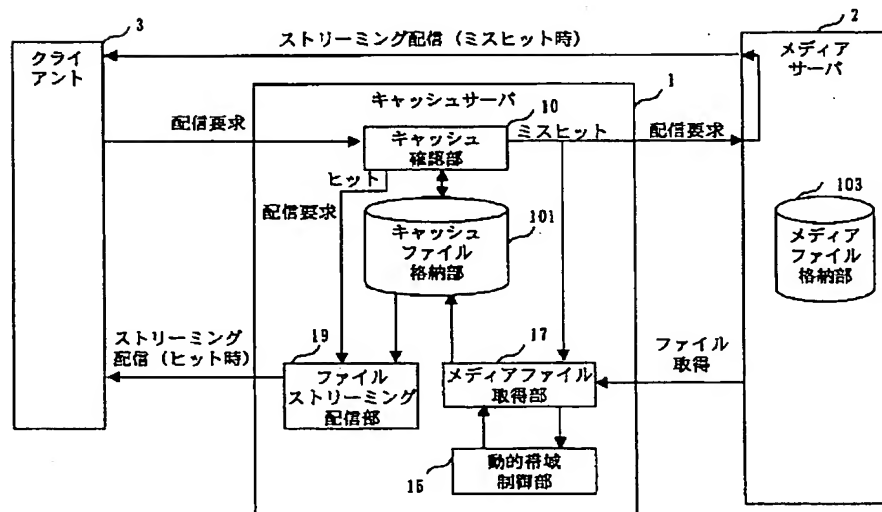 3
クライ
アント
ストリーミング配信（ミスヒット時）
2
メディア
サーバ
1
キャッシュサーバ
10
配信要求
キャッシュ
確認部
ミスヒット
配信要求
ヒット
配信要求
101
キャッシュ
ファイル
格納部
103
メディア
ファイル
格納部
ストリーミング
配信（ヒット時）
19
ファイル
ストリーミング
配信部
17
メディアファイル
取得部
ファイル
取得
15
動的帯域
制御部